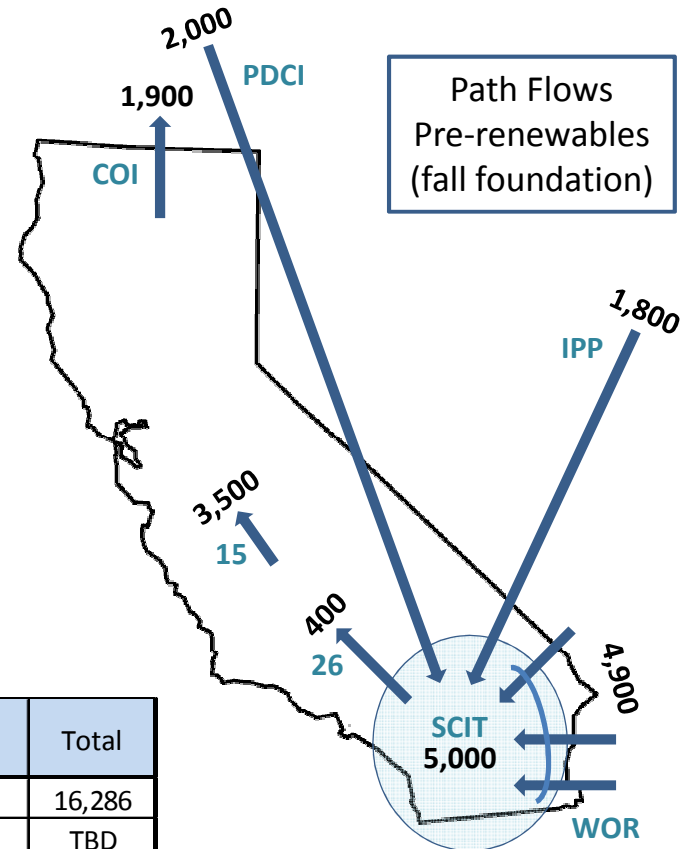 2,000
PDCI
1,900
COI
Path Flows
Pre-renewables
(fall foundation)
1,800
IPP
3,500
15
400
26
4,900
SCIT
5,000
WOR
Total
16,286
TBD